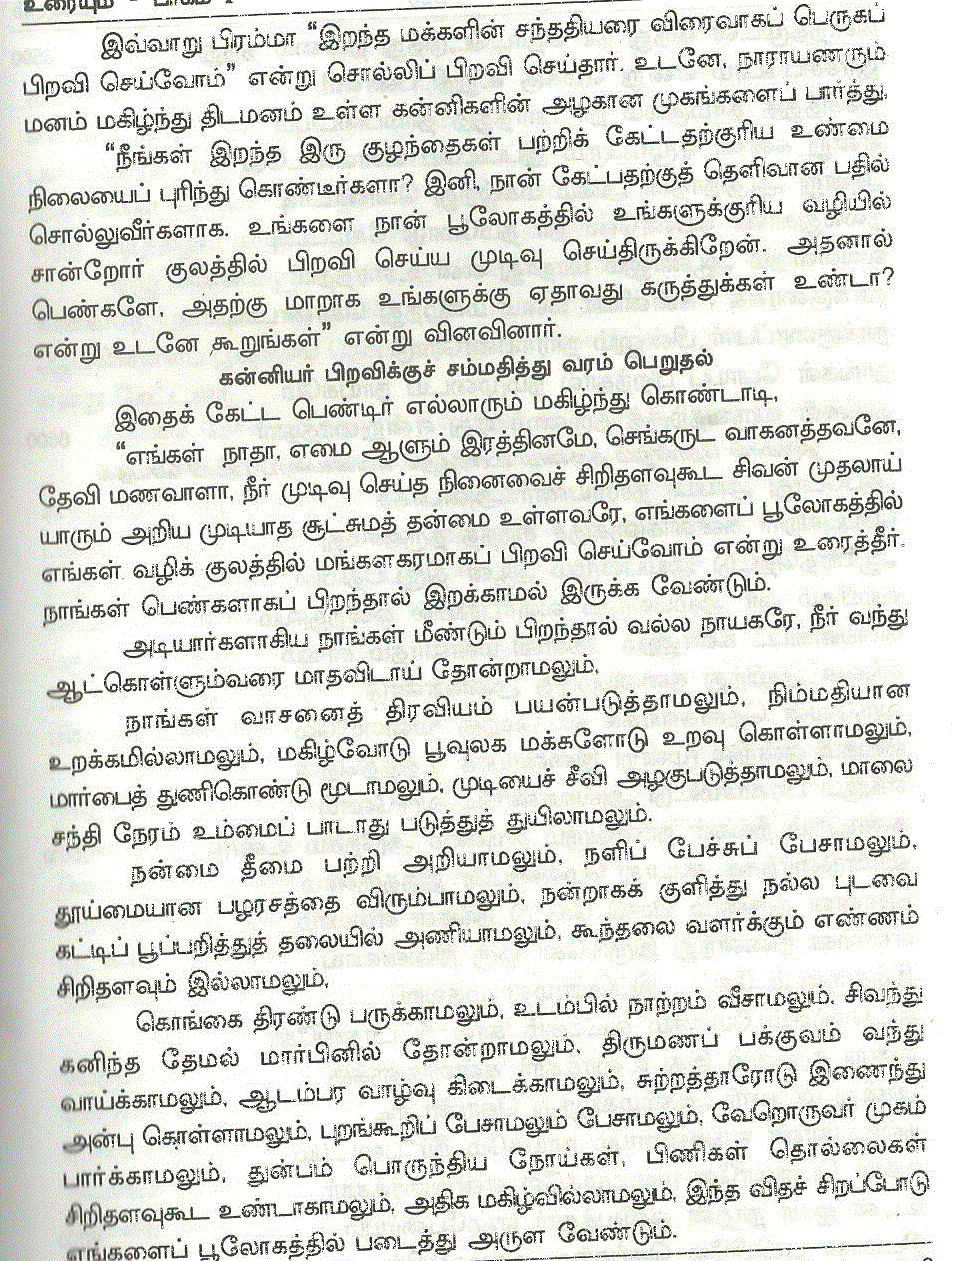 உரையும் - பாகம்
இவ்வாறு பிரம்மா “இறந்த மக்களின் சந்ததியரை விரைவாகப் பெருகப்
பிறவி செய்வோம்” என்று சொல்லிப் பிறவி செய்தார். உடனே, நாராயணரும்
மனம் மகிழ்ந்து திடமனம் உள்ள கன்னிகளின் அழகான முகங்களைப் பார்த்து,
“நீங்கள் இறந்த இரு குழந்தைகள் பற்றிக் கேட்டதற்குரிய உண்மை
நிலையைப் புரிந்து கொண்டீர்களா? இனி, நான் கேட்பதற்குத் தெளிவான பதில்
சொல்லுவீர்களாக. உங்களை நான் பூலோகத்தில் உங்களுக்குரிய வழியில்
சான்றோர் குலத்தில் பிறவி செய்ய முடிவு செய்திருக்கிறேன். அதனால்
பெண்களே, அதற்கு மாறாக உங்களுக்கு ஏதாவது கருத்துக்கள் உண்டா?
என்று உடனே கூறுங்கள்” என்று வினவினார்.
கன்னியர் பிறவிக்குச் சம்மதித்து வரம் பெறுதல்
இதைக் கேட்ட பெண்டிர் எல்லாரும் மகிழ்ந்து கொண்டாடி,
“எங்கள் நாதா, எமை ஆளும் இரத்தினமே, செங்கருட வாகனத்தவனே,
தேவி மணவாளா, நீர் முடிவு செய்த நினைவைச் சிறிதளவுகூட சிவன் முதலாய்
யாரும் அறிய முடியாத சூட்சுமத் தன்மை உள்ளவரே, எங்களைப் பூலோகத்தில்
எங்கள் வழிக் குலத்தில் மங்களகரமாகப் பிறவி செய்வோம் என்று உரைத்தீர்.
நாங்கள் பெண்களாகப் பிறந்தால் இறக்காமல் இருக்க வேண்டும்.
அடியார்களாகிய நாங்கள் மீண்டும் பிறந்தால் வல்ல நாயகரே, நீர் வந்து
ஆட்கொள்ளும்வரை மாதவிடாய் தோன்றாமலும்,
நாங்கள் வாசனைத் திரவியம் பயன்படுத்தாமலும், நிம்மதியான
உறக்கமில்லாமலும், மகிழ்வோடு பூவுலக மக்களோடு உறவு கொள்ளாமலும்,
மார்பைத் துணிகொண்டு மூடாமலும், முடியைச் சீவி அழகுபடுத்தாமலும், மாலை
சந்தி நேரம் உம்மைப் பாடாது படுத்துத் துயிலாமலும்.
நன்மை தீமை பற்றி அறியாமலும், நளிப் பேச்சுப் பேசாமலும்,
தூய்மையான பழரசத்தை விரும்பாமலும், நன்றாகக் குளித்து நல்ல புடவை
கட்டிப் பூப்பறித்துத் தலையில் அணியாமலும், கூந்தலை வளர்க்கும் எண்ணம்
சிறிதளவும் இல்லாமலும்,
கொங்கை திரண்டு பருக்காமலும், உடம்பில் நாற்றம் வீசாமலும், சிவந்து
கனிந்த தேமல் மார்பினில் தோன்றாமலும், திருமணப் பக்குவம் வந்து
வாய்க்காமலும், ஆடம்பர வாழ்வு கிடைக்காமலும், சுற்றத்தாரோடு இணைந்து
அன்பு கொள்ளாமலும், புறங்கூறிப் பேசாமலும் பேசாமலும், வேறொருவர் முகம்
பார்க்காமலும், துன்பம் பொருந்திய நோய்கள், பிணிகள் தொல்லைகள்
சிறிதளவுகூட உண்டாகாமலும், அதிக மகிழ்வில்லாமலும், இந்த விதச் சிறப்போடு
எங்களைப் பூலோகத்தில் படைத்து அருள வேண்டும்.